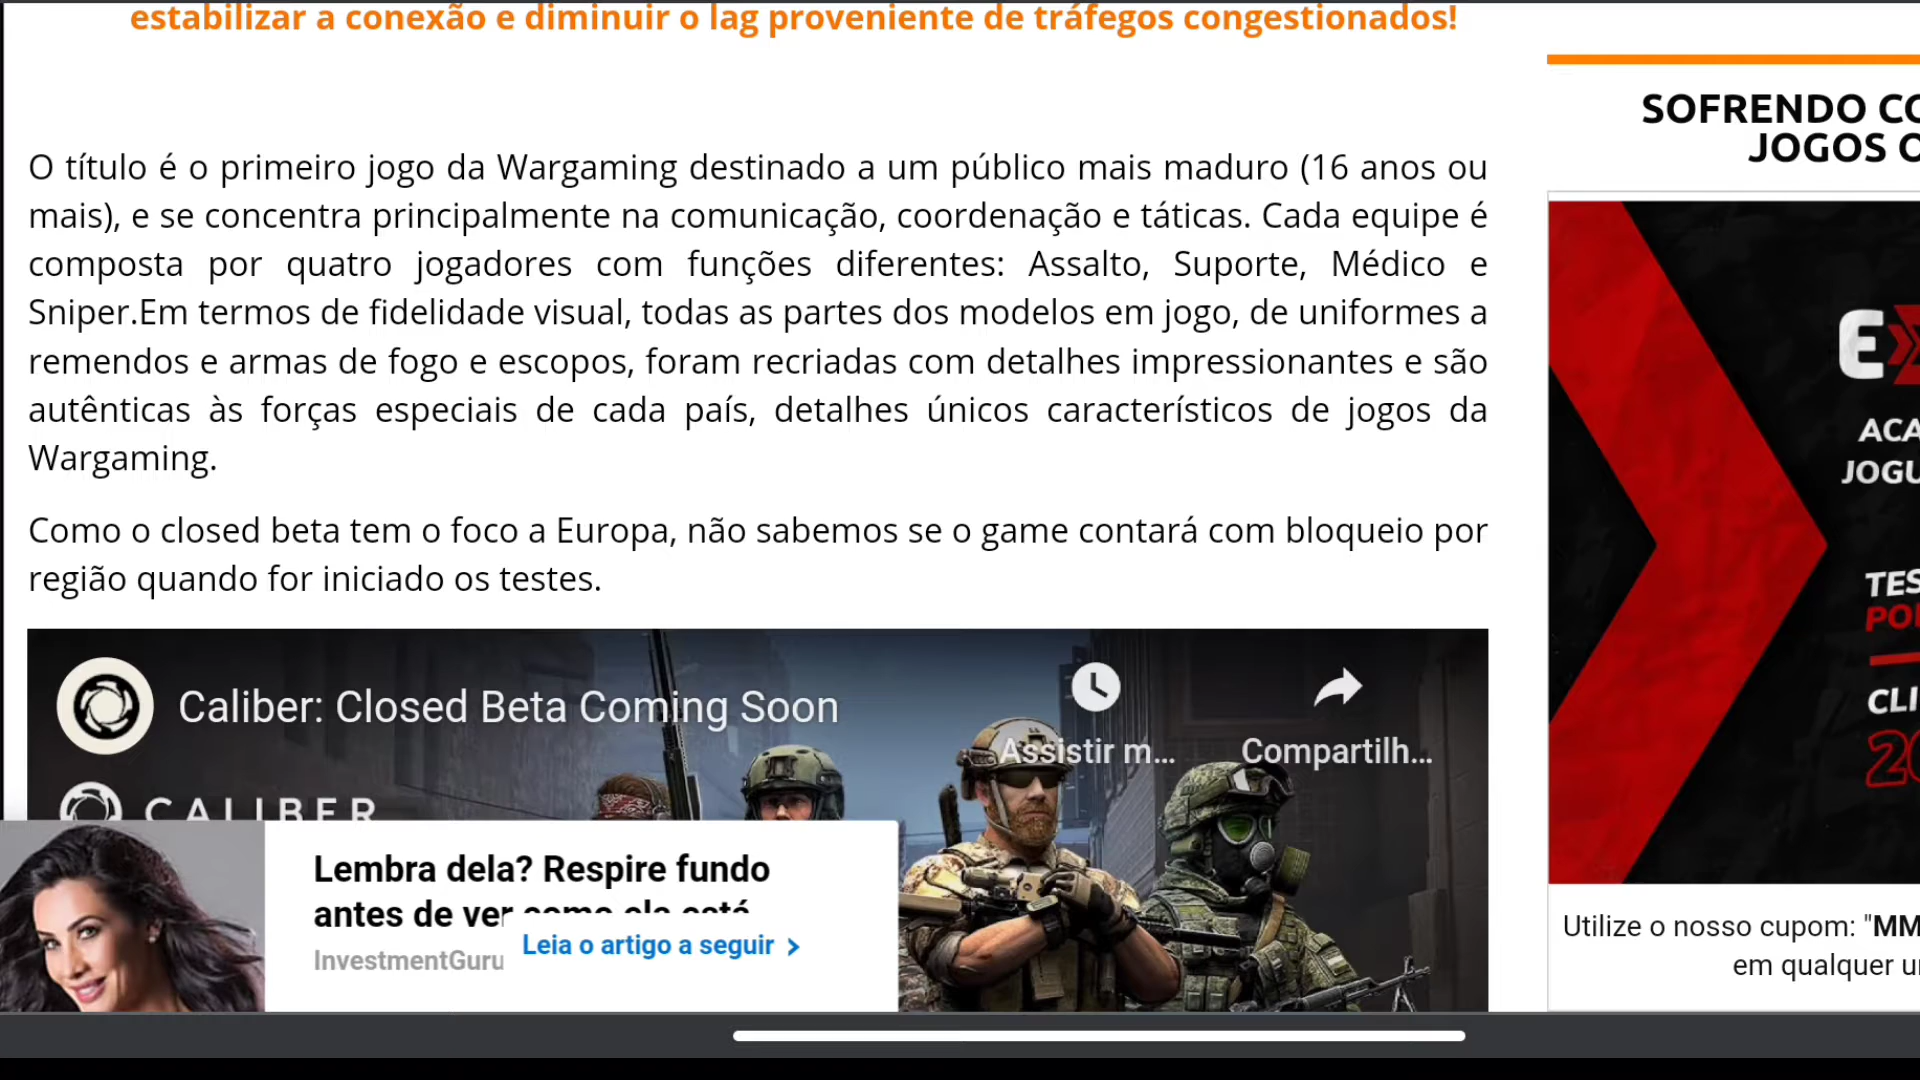 estabilizar a conexão e diminuir o lag proveniente de tráfegos congestionados!
SOFRENDO
JOGOS
O título é o primeiro jogo da Wargaming destinado a um público mais maduro (16 anos ou
mais), e se concentra principalmente na comunicação, coordenação e táticas. Cada equipe é
composta por quatro jogadores com funções diferentes: Assalto, Suporte, Médico e
Sniper.Em termos de fidelidade visual, todas as partes dos modelos em jogo, de uniformes a
remendos e armas de fogo e escopos, foram recriadas com detalhes impressionantes e são
autênticas às forças especiais de cada país, detalhes únicos característicos de jogos da
Wargaming.
Como o closed beta tem o foco a Europa, não sabemos se o game contará com bloqueio por
região quando for iniciado os testes.
Caliber: Closed Beta Coming Soon
Assistir m...
Compartilh...
CALIBER
Lembra dela? Respire fundo
antes de ver como ela está
InvestmentGuru
Leia o artigo a seguir
Utilize o nosso cupom: "MM
em qualquer